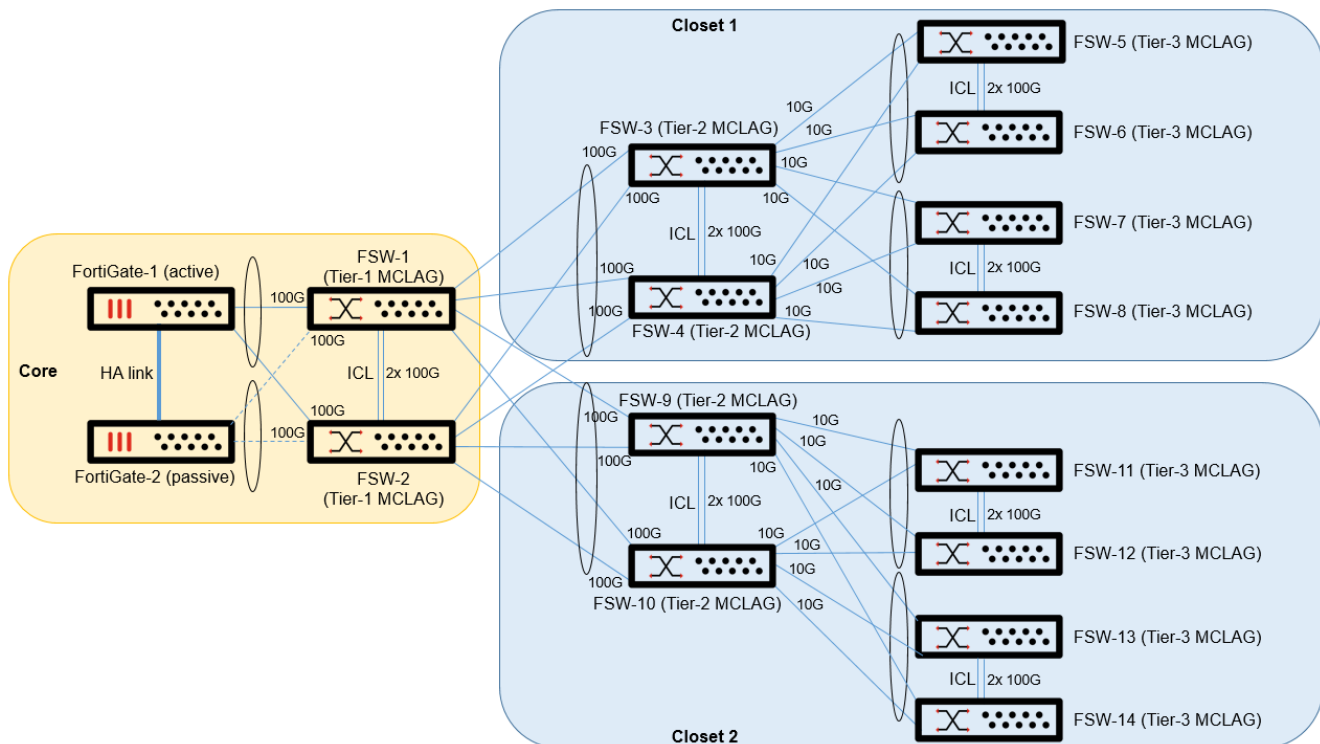 Closet 1
FSW-5 (Tier-3 MCLAG)
ICL
2x 100G
10G
10G
FSW-6 (Tier-3 MCLAG)
FSW-3 (Tier-2 MCLAG)
100G
10G
100G
10G
FSW-7 (Tier-3 MCLAG)
ICL
2x 100G
ICL
2x 100G
10G
10G
10G
10G
100G
100G
FSW-8 (Tier-3 MCLAG)
FSW-4 (Tier-2 MCLAG)
Core
FortiGate-1 (active)
FSW-1
(Tier-1 MCLAG)
100G
100G
HA link
ICL
2x 100G
100G
100G
FortiGate-2 (passive)
FSW-2
(Tier-1 MCLAG)
FSW-9 (Tier-2 MCLAG)
100G
10G
10G
100G
10G
10G
FSW-11 (Tier-3 MCLAG)
ICL
2x 100G
ICL
2x 100G
100G
10G
10G
10G
FSW-12 (Tier-3 MCLAG)
100G
10G
FSW-10 (Tier-2 MCLAG)
FSW-13 (Tier-3 MCLAG)
ICL
2x 100G
FSW-14 (Tier-3 MCLAG)
Closet 2